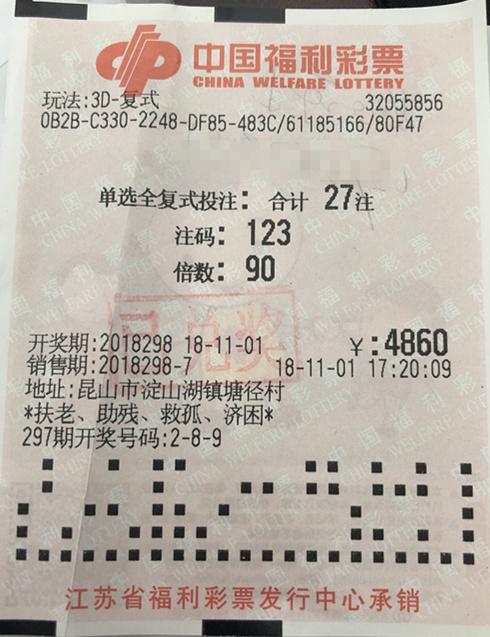 中国福利彩票
CHINA WELFARE LOTTERY
玩法:3D-复式 32055856
0B2B-C330-2248-DF85-483C/61185166/80F47
单选全复式投注: 合计 27注
注码: 123
倍数: 90
已兑奖
开奖期:2018298 18-11-01 ¥:4860
销售期:2018298-7 18-11-01 17:20:09
地址:昆山市淀山湖镇塘径村
*扶老、助残、救孤、济困*
297期开奖号码:2-8-9
江苏省福利彩票发行中心承销